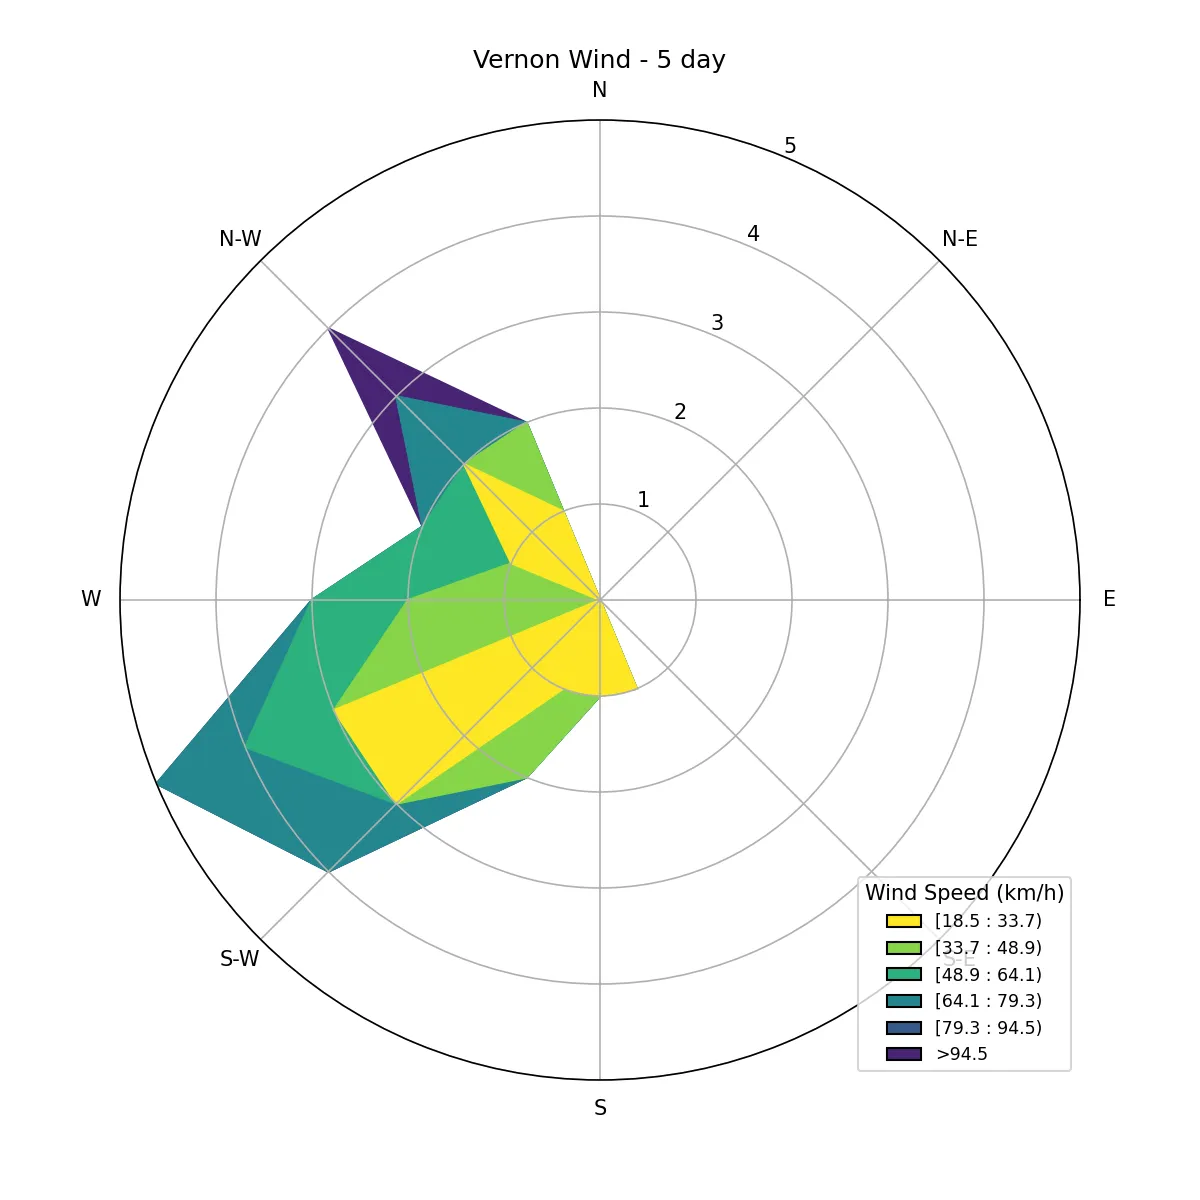 Vernon Wind - 5 day
N
5
N-W
N-E
4
3
2
1
W
E
S-W
S-E
Wind Speed (km/h)
[18.5 : 33.7)
[33.7 : 48.9)
[48.9 : 64.1)
[64.1 : 79.3)
[79.3 : 94.5)
>94.5
S